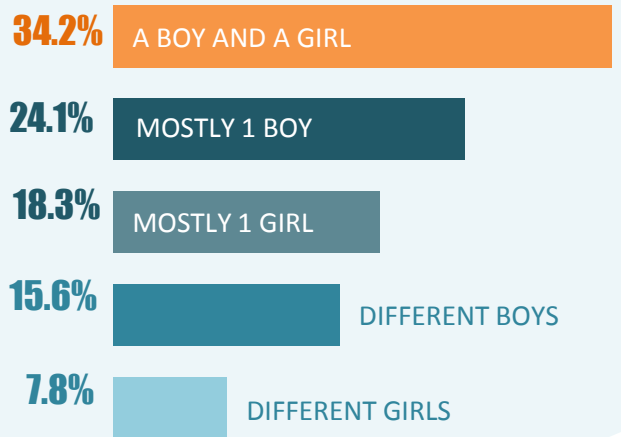 34.2% A BOY AND A GIRL
24.1% MOSTLY 1 BOY
18.3% MOSTLY 1 GIRL
15.6% DIFFERENT BOYS
7.8% DIFFERENT GIRLS